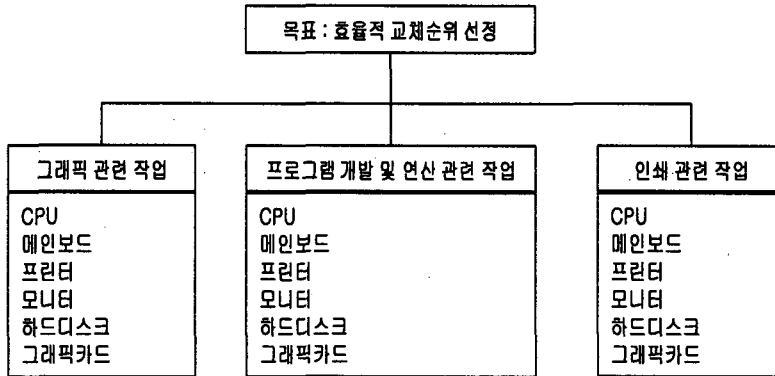 목표 : 효율적 교체순위 선정
그래픽 관련 작업
CPU
메인보드
프린터
모니터
하드디스크
그래픽카드
프로그램 개발 및 연산 관련 작업
CPU
메인보드
프린터
모니터
하드디스크
그래픽카드
인쇄 관련 작업
CPU
메인보드
프린터
모니터
하드디스크
그래픽카드